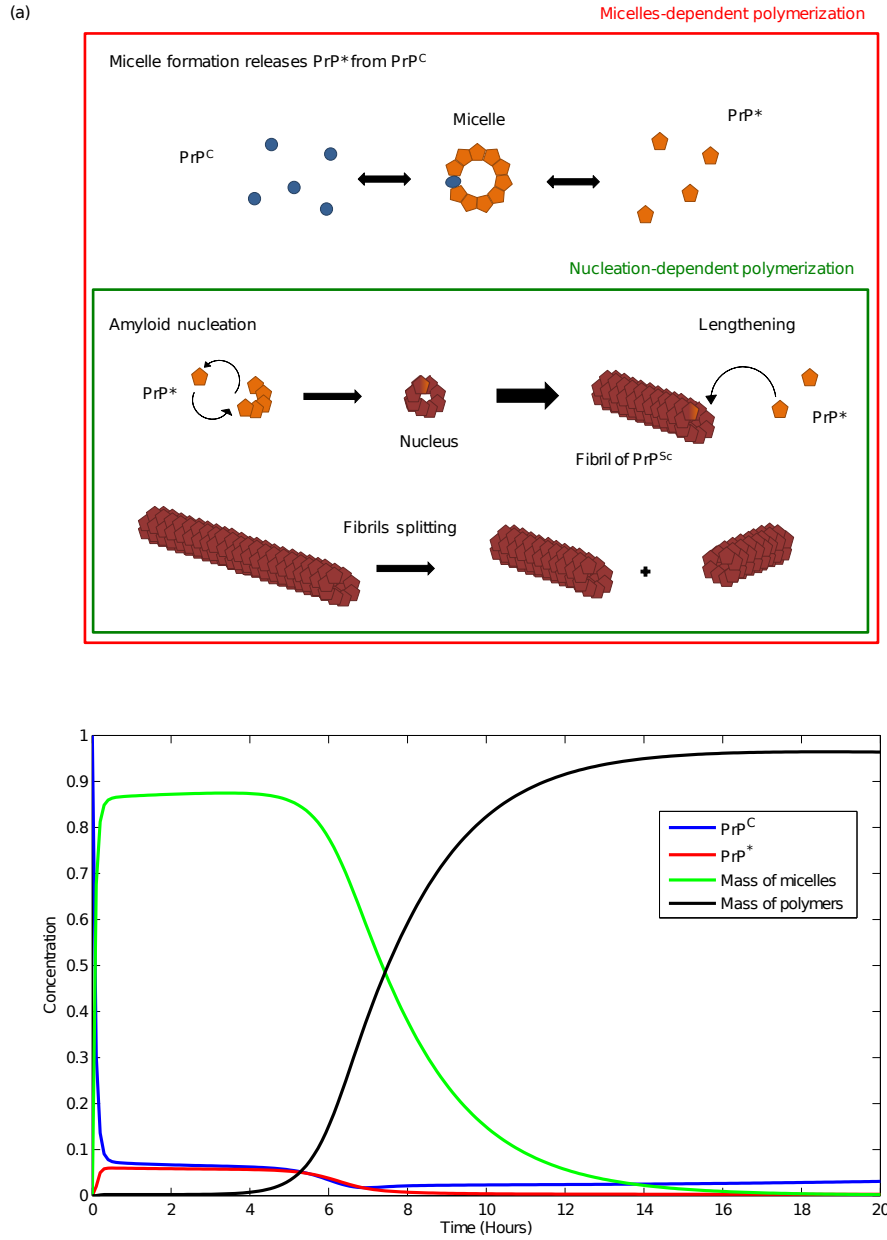 (a)
Micelles-dependent polymerization
Micelle formation releases PrP* from PrP^C
Micelle
PrP*
PrP^C
Nucleation-dependent polymerization
Amyloid nucleation
Lengthening
PrP*
PrP*
Nucleus
Fibril of PrP^Sc
Fibrils splitting
+
1
0.9
0.8
0.7
0.6
0.5
0.4
0.3
0.2
0.1
0
Concentration
PrP^C
PrP^*
Mass of micelles
Mass of polymers
0 2 4 6 8 10 12 14 16 18 20
Time (Hours)